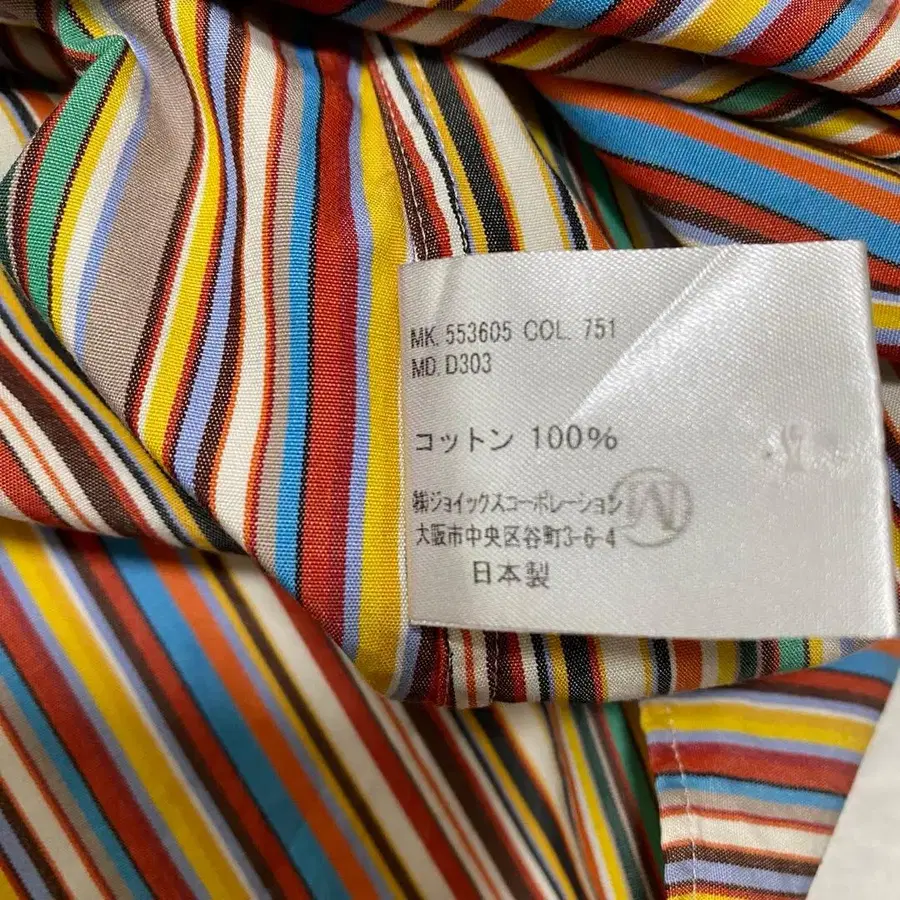 MK. 553605 COL. 751
MD. D303
コットン 100%
㈱ジョイックスコーポレーション
大阪市中央区谷町3-6-4
日本製
M